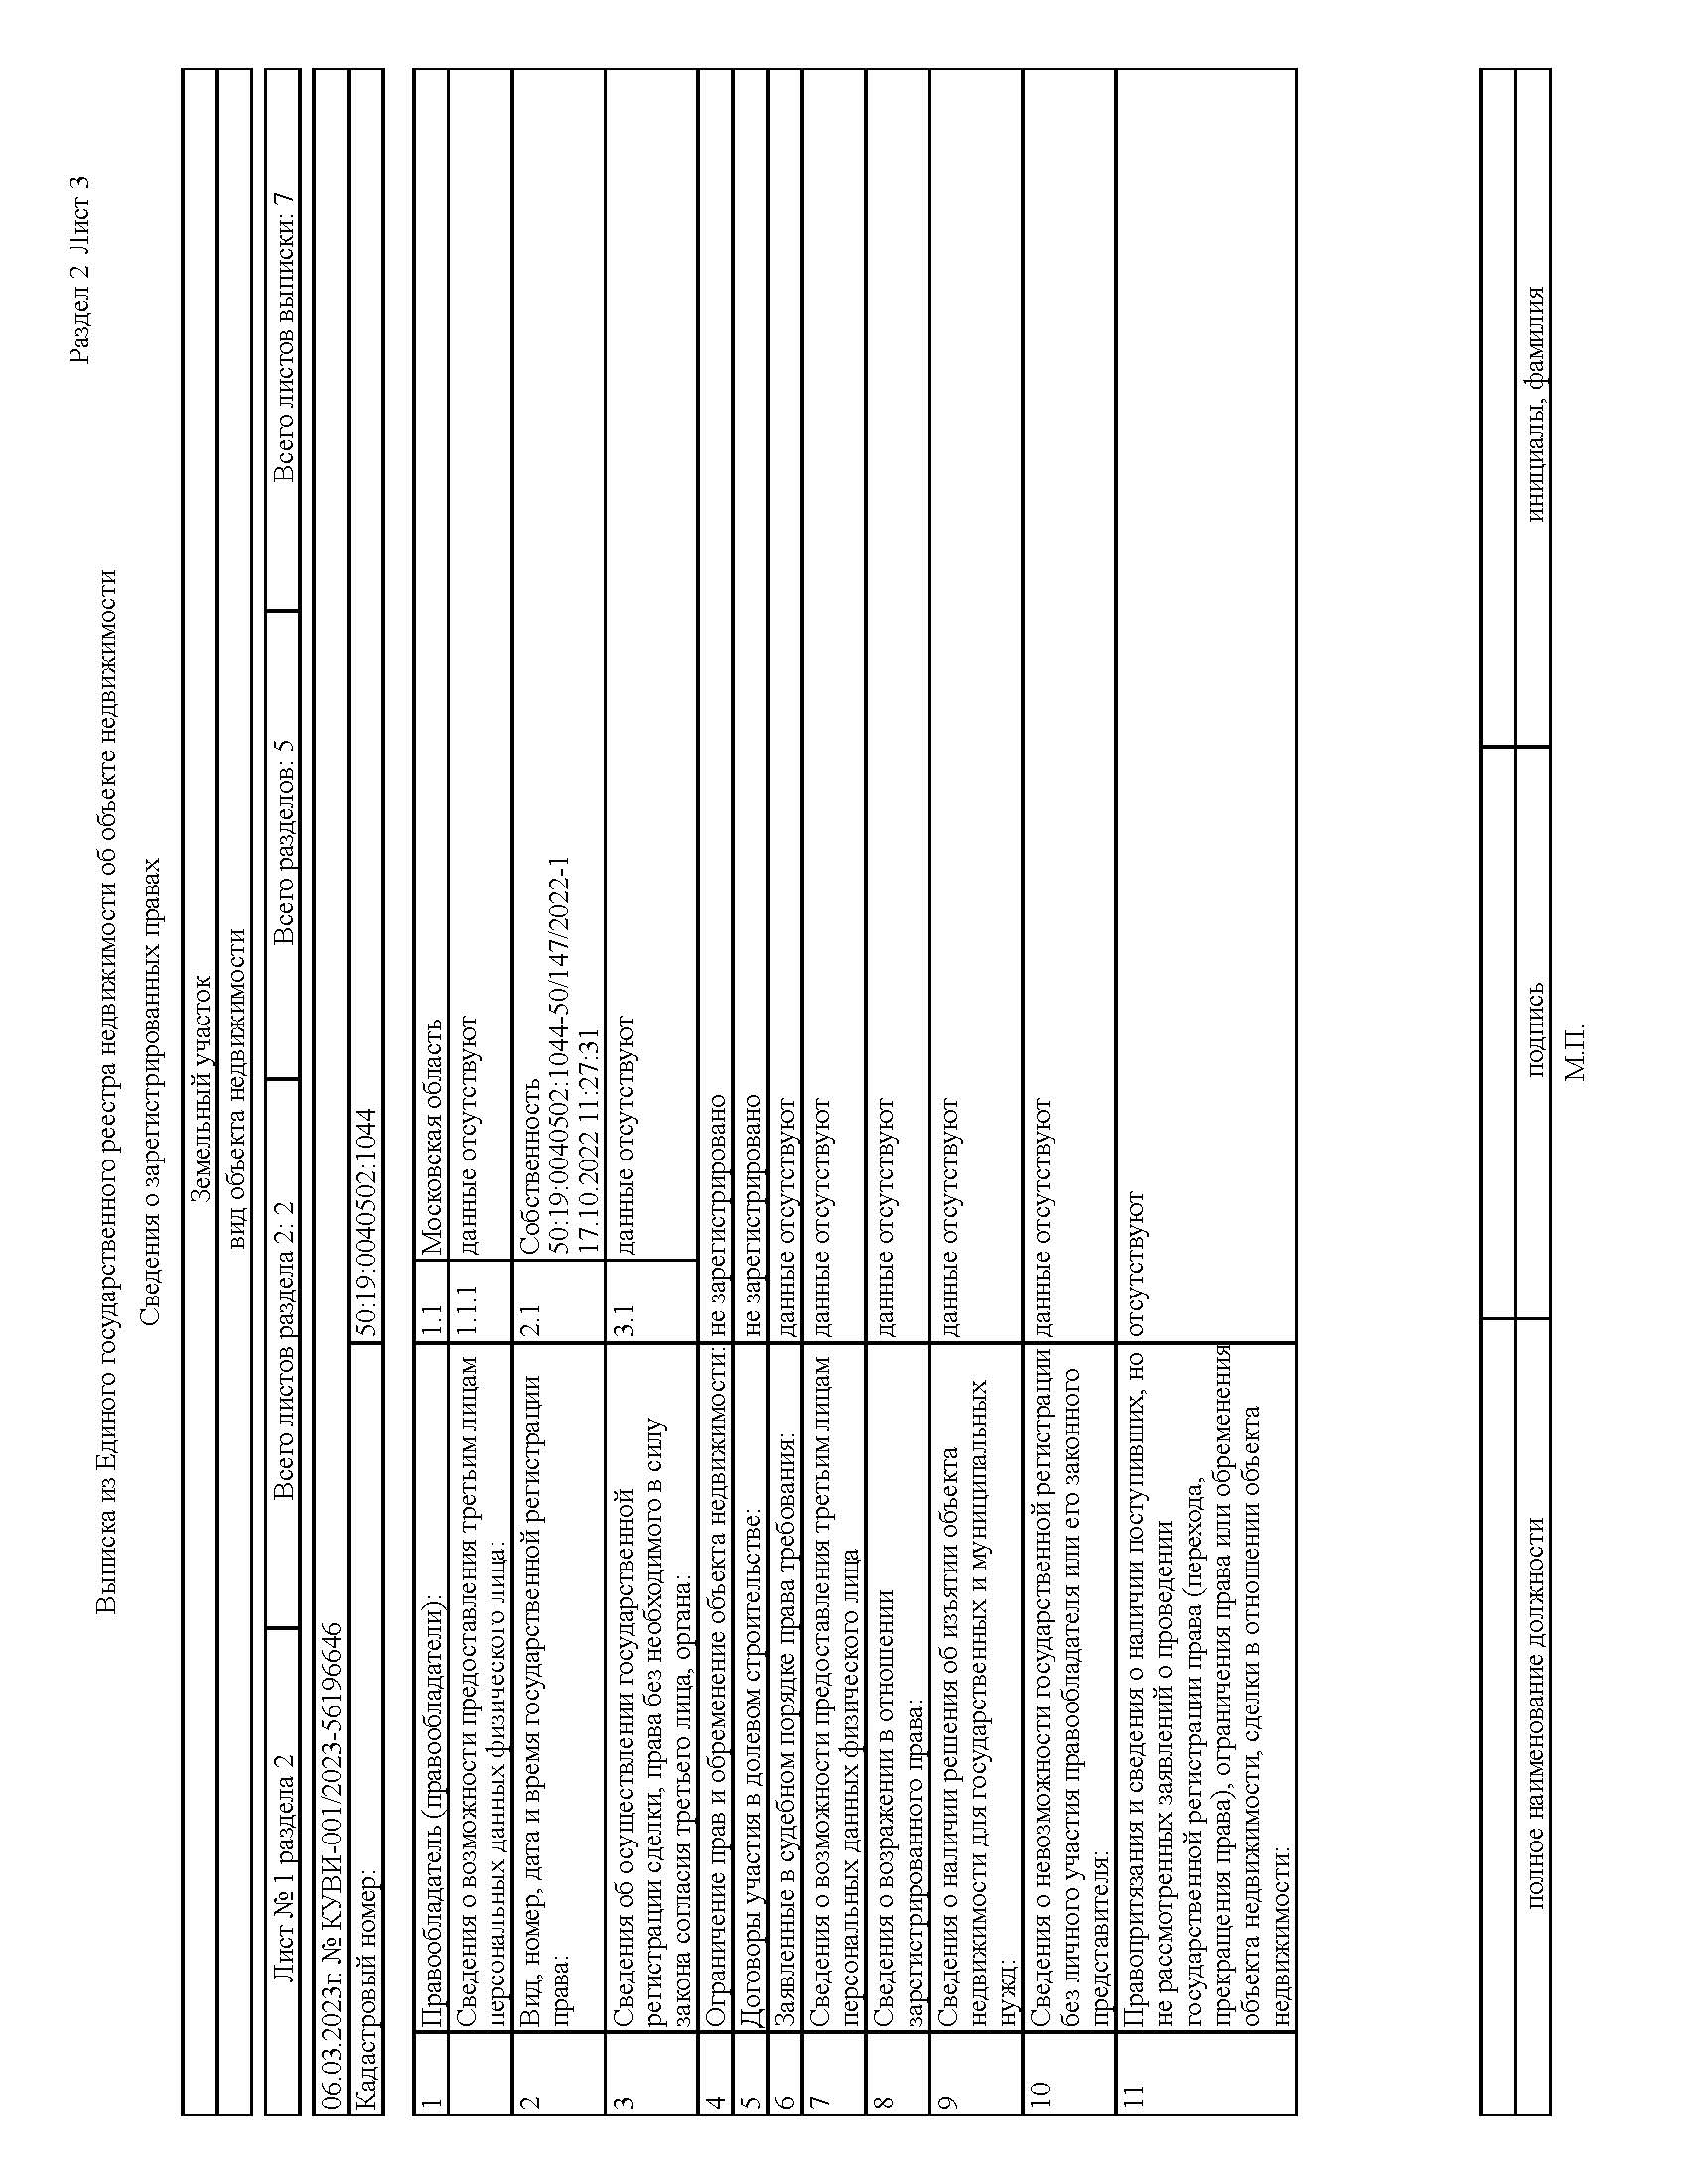 Раздел 2 Лист 3
Выписка из Единого государственного реестра недвижимости об объекте недвижимости
Сведения о зарегистрированных правах
Земельный участок
вид объекта недвижимости
Лист № 1 раздела 2 Всего листов раздела 2: 2 Всего разделов: 5 Всего листов выписки: 7
06.03.2023г. № КУВИ-001/2023-56196646
Кадастровый номер: 50:19:0040502:1044
1 Правообладатель (правообладатели): 1.1 Московская область
Сведения о возможности предоставления третьим лицам 1.1.1 данные отсутствуют
персональных данных физического лица:
2 Вид, номер, дата и время государственной регистрации 2.1 Собственность
права: 50:19:0040502:1044-50/147/2022-1
17.10.2022 11:27:31
3 Сведения об осуществлении государственной 3.1 данные отсутствуют
регистрации сделки, права без необходимого в силу
закона согласия третьего лица, органа:
4 Ограничение прав и обременение объекта недвижимости: не зарегистрировано
5 Договоры участия в долевом строительстве: не зарегистрировано
6 Заявленные в судебном порядке права требования: данные отсутствуют
7 Сведения о возможности предоставления третьим лицам данные отсутствуют
персональных данных физического лица
8 Сведения о возражении в отношении данные отсутствуют
зарегистрированного права:
9 Сведения о наличии решения об изъятии объекта данные отсутствуют
недвижимости для государственных и муниципальных
нужд:
10 Сведения о невозможности государственной регистрации данные отсутствуют
без личного участия правообладателя или его законного
представителя:
11 Правопритязания и сведения о наличии поступивших, но отсутствуют
не рассмотренных заявлений о проведении
государственной регистрации права (перехода,
прекращения права), ограничения права или обременения
объекта недвижимости, сделки в отношении объекта
недвижимости:
полное наименование должности подпись инициалы, фамилия
М.П.